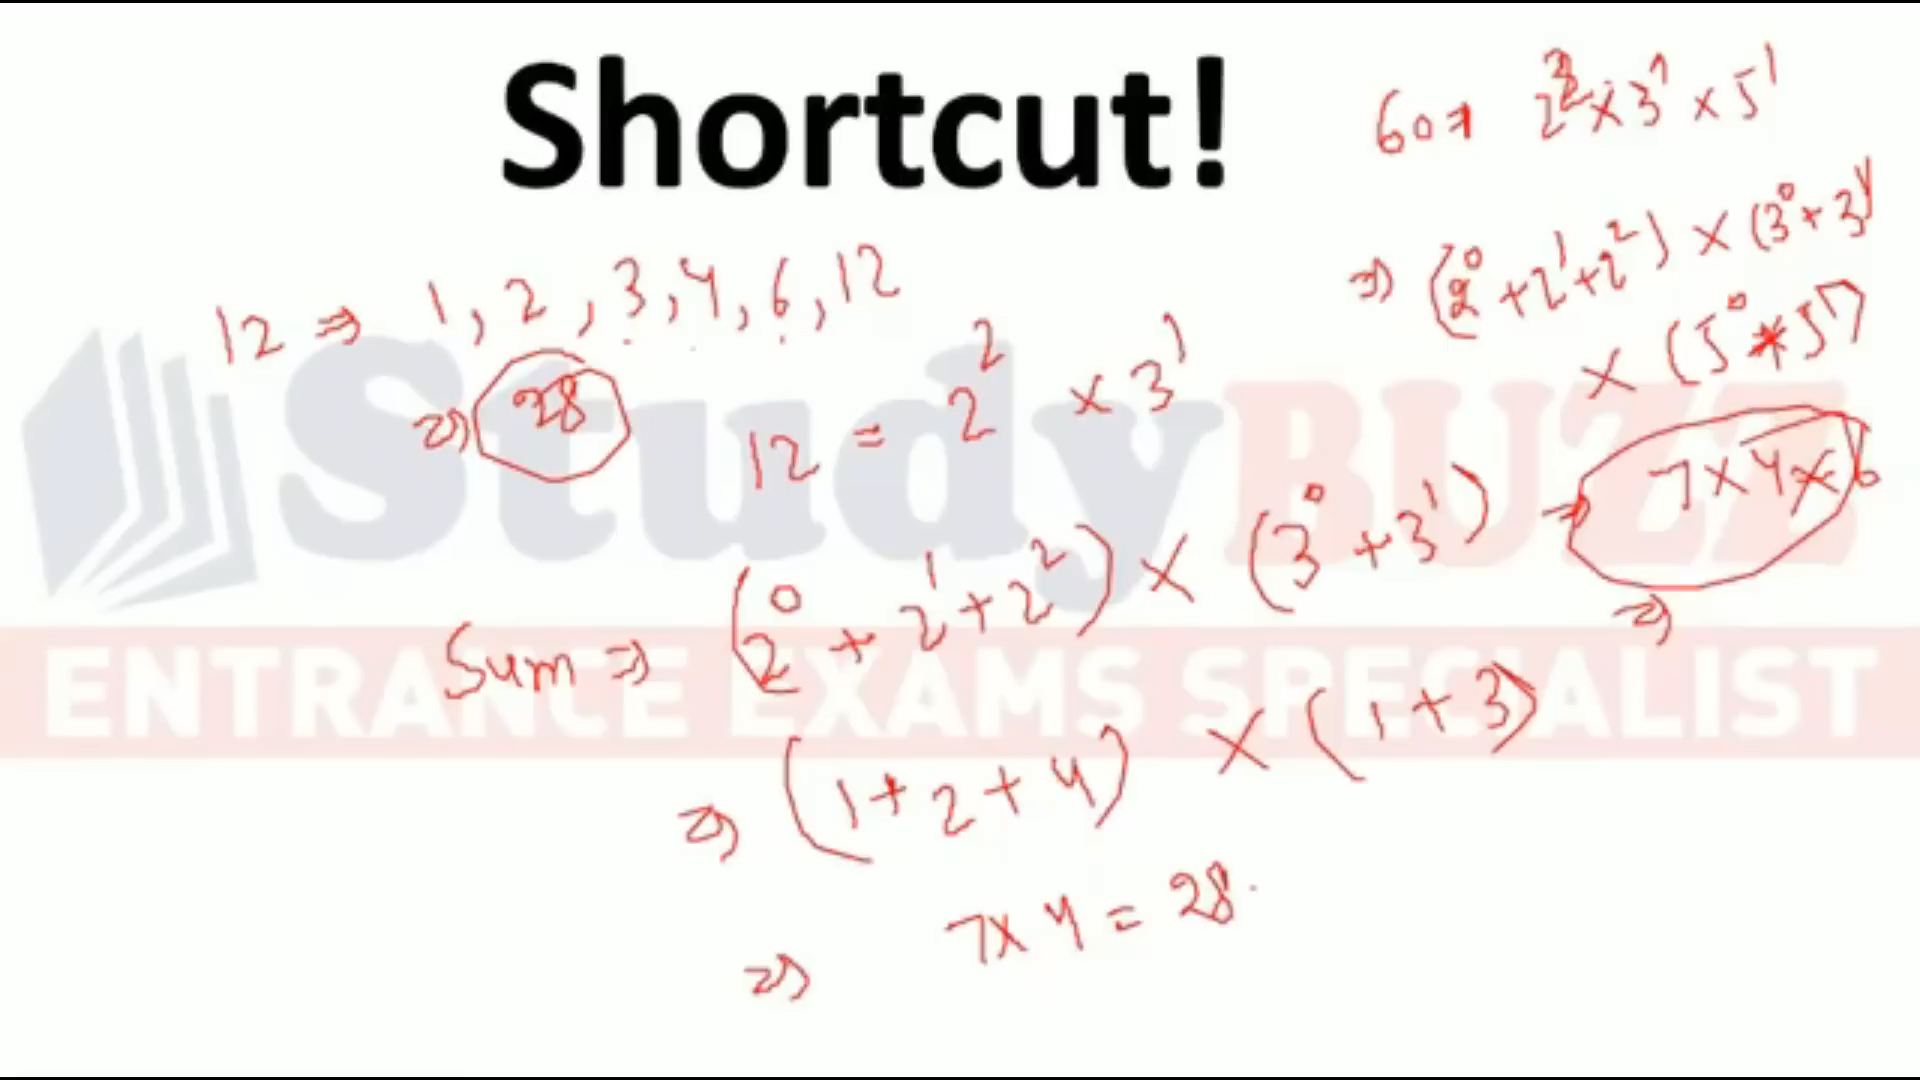 Shortcut!
60 ⇒ 2² × 3¹ × 5¹
⇒ (2⁰ + 2¹ + 2²) × (3⁰ + 3¹)
× (5⁰ + 5¹)
⇒ 7 × 4 × 6
⇒
12 ⇒ 1, 2, 3, 4, 6, 12
⇒ 28
12 = 2² × 3¹
Sum ⇒ (2⁰ + 2¹ + 2²) × (3⁰ + 3¹)
⇒ (1 + 2 + 4) × (1 + 3)
⇒ 7 × 4 = 28
StudyBUZZ
ENTRANCE EXAMS SPECIALIST